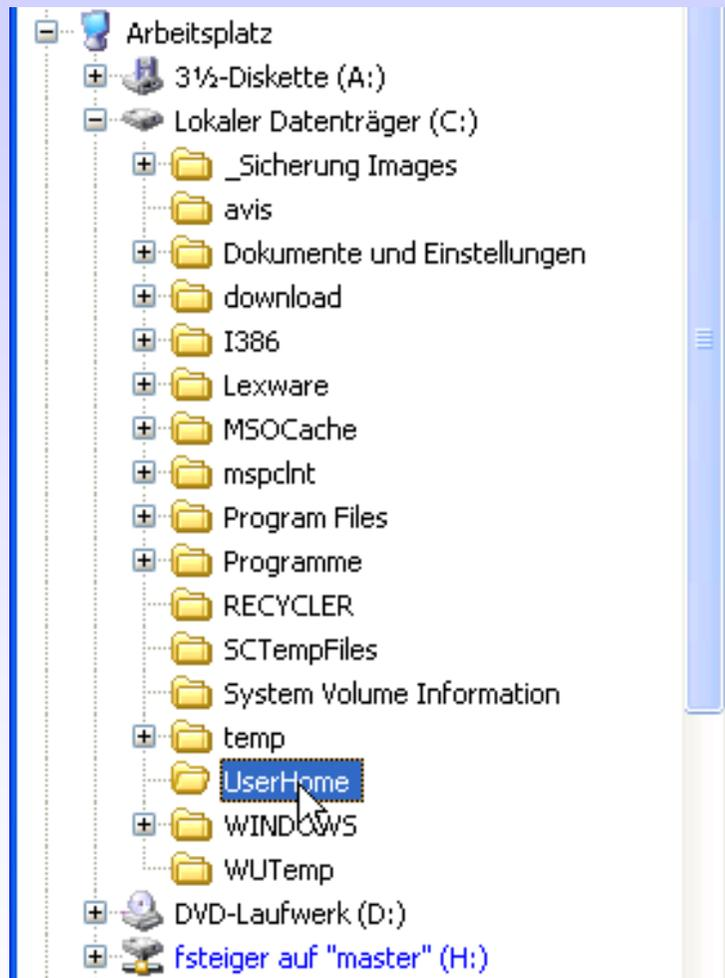 Arbeitsplatz
3½-Diskette (A:)
Lokaler Datenträger (C:)
_Sicherung Images
avis
Dokumente und Einstellungen
download
I386
Lexware
MSOCache
mspclnt
Program Files
Programme
RECYCLER
SCTempFiles
System Volume Information
temp
UserHome
WINDOWS
WUTemp
DVD-Laufwerk (D:)
fsteiger auf "master" (H:)